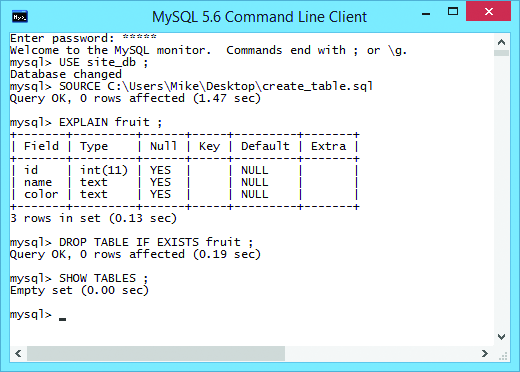 MySQL 5.6 Command Line Client
Enter password: *****
Welcome to the MySQL monitor.  Commands end with ; or \g.
mysql> USE site_db ;
Database changed
mysql> SOURCE C:\Users\Mike\Desktop\create_table.sql
Query OK, 0 rows affected (1.47 sec)
mysql> EXPLAIN fruit ;
+-------+---------+------+-----+---------+-------+
| Field | Type    | Null | Key | Default | Extra |
+-------+---------+------+-----+---------+-------+
| id    | int(11) | YES  |     | NULL    |       |
| name  | text    | YES  |     | NULL    |       |
| color | text    | YES  |     | NULL    |       |
+-------+---------+------+-----+---------+-------+
3 rows in set (0.13 sec)
mysql> DROP TABLE IF EXISTS fruit ;
Query OK, 0 rows affected (0.19 sec)
mysql> SHOW TABLES ;
Empty set (0.00 sec)
mysql> _